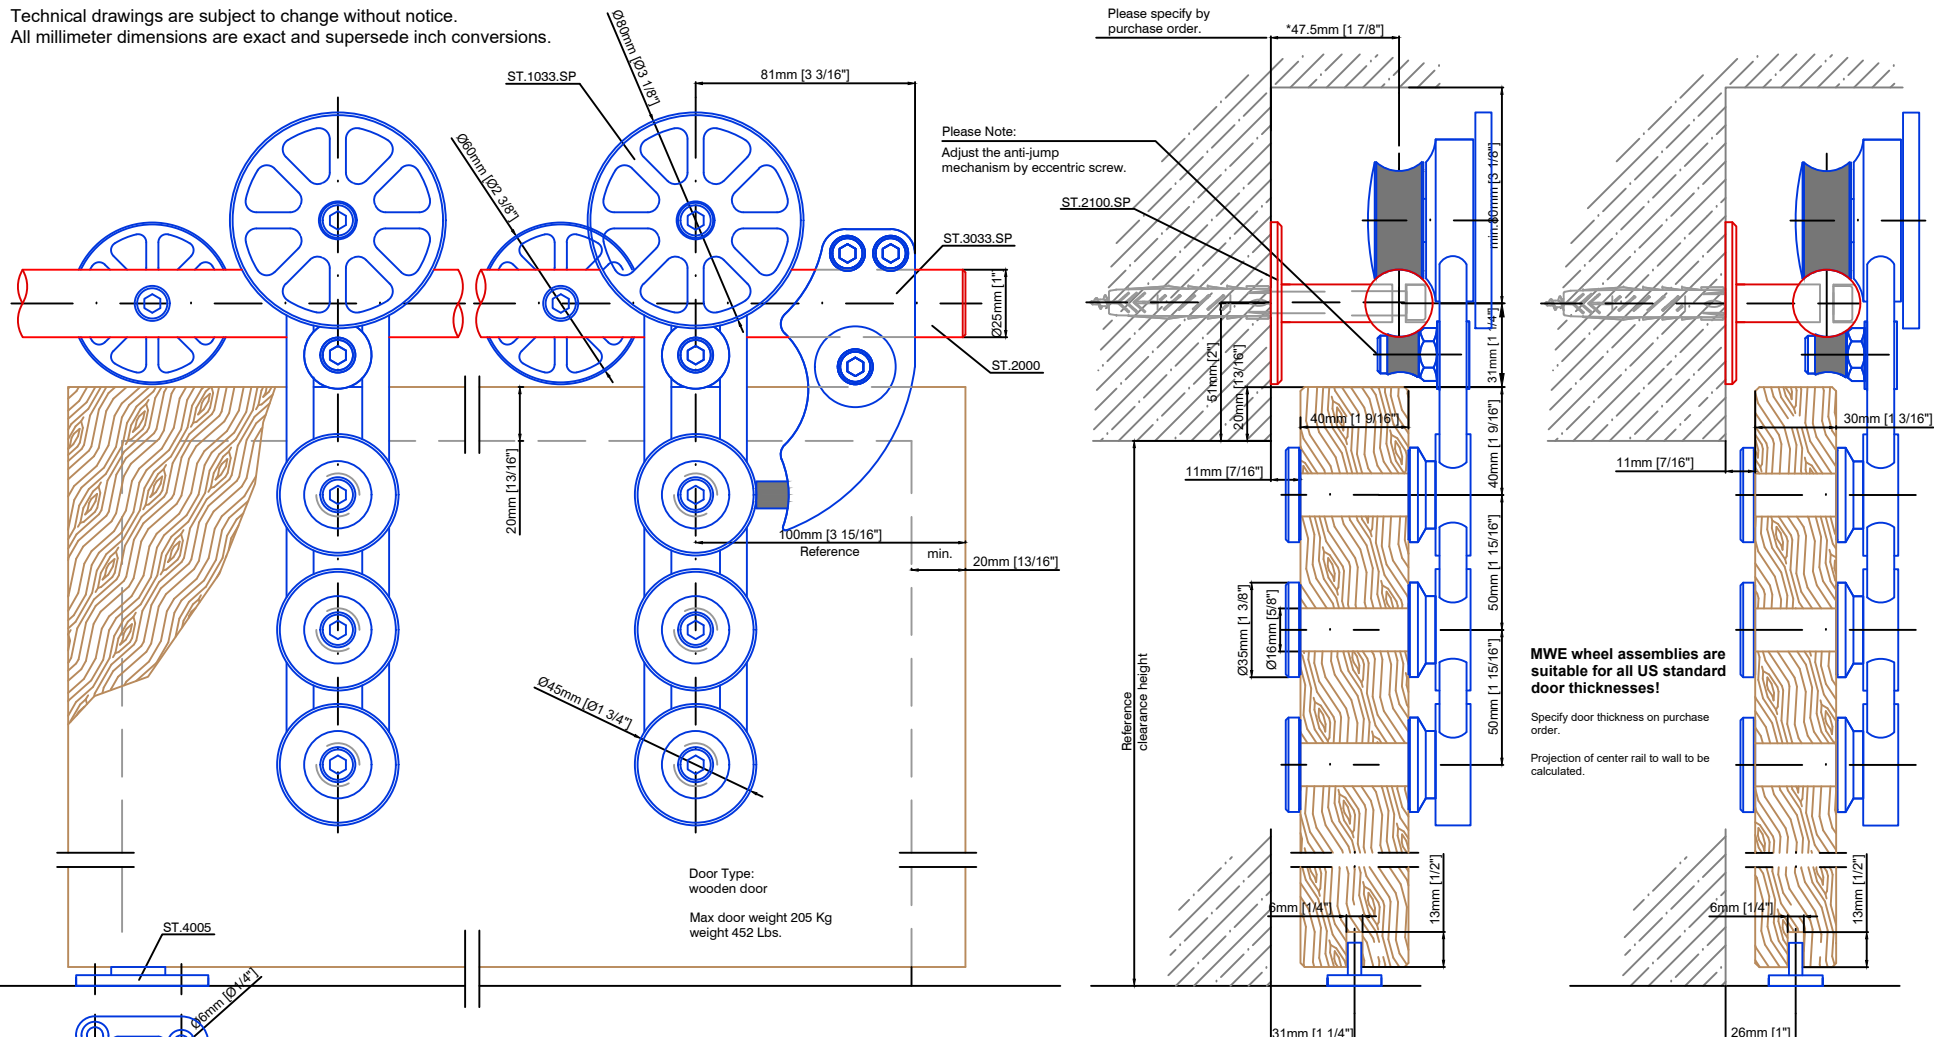 Technical drawings are subject to change without notice.
All millimeter dimensions are exact and supersede inch conversions.
ST.1033.SP
Ø80mm [Ø3 1/8"]
81mm [3 3/16"]
Ø60mm [Ø2 3/8"]
ST.3033.SP
Ø25mm [1"]
ST.2000
20mm [13/16"]
100mm [3 15/16"]
Reference
min.
20mm [13/16"]
Ø45mm [Ø1 3/4"]
Door Type:
wooden door
Max door weight 205 Kg
weight 452 Lbs.
ST.4005
Ø6mm [Ø1/4"]
Please specify by
purchase order.
*47.5mm [1 7/8"]
Please Note:
Adjust the anti-jump
mechanism by eccentric screw.
ST.2100.SP
min.80mm [3 1/8"]
31mm [1 1/4"]
51mm [2"]
20mm [13/16"]
40mm [1 9/16"]
40mm [1 9/16"]
11mm [7/16"]
50mm [1 15/16"]
Ø35mm [1 3/8"]
Ø16mm [5/8"]
50mm [1 15/16"]
Reference
clearance height
6mm [1/4"]
13mm [1/2"]
31mm [1 1/4"]
30mm [1 3/16"]
11mm [7/16"]
MWE wheel assemblies are
suitable for all US standard
door thicknesses!
Specify door thickness on purchase
order.
Projection of center rail to wall to be
calculated.
6mm [1/4"]
13mm [1/2"]
26mm [1"]